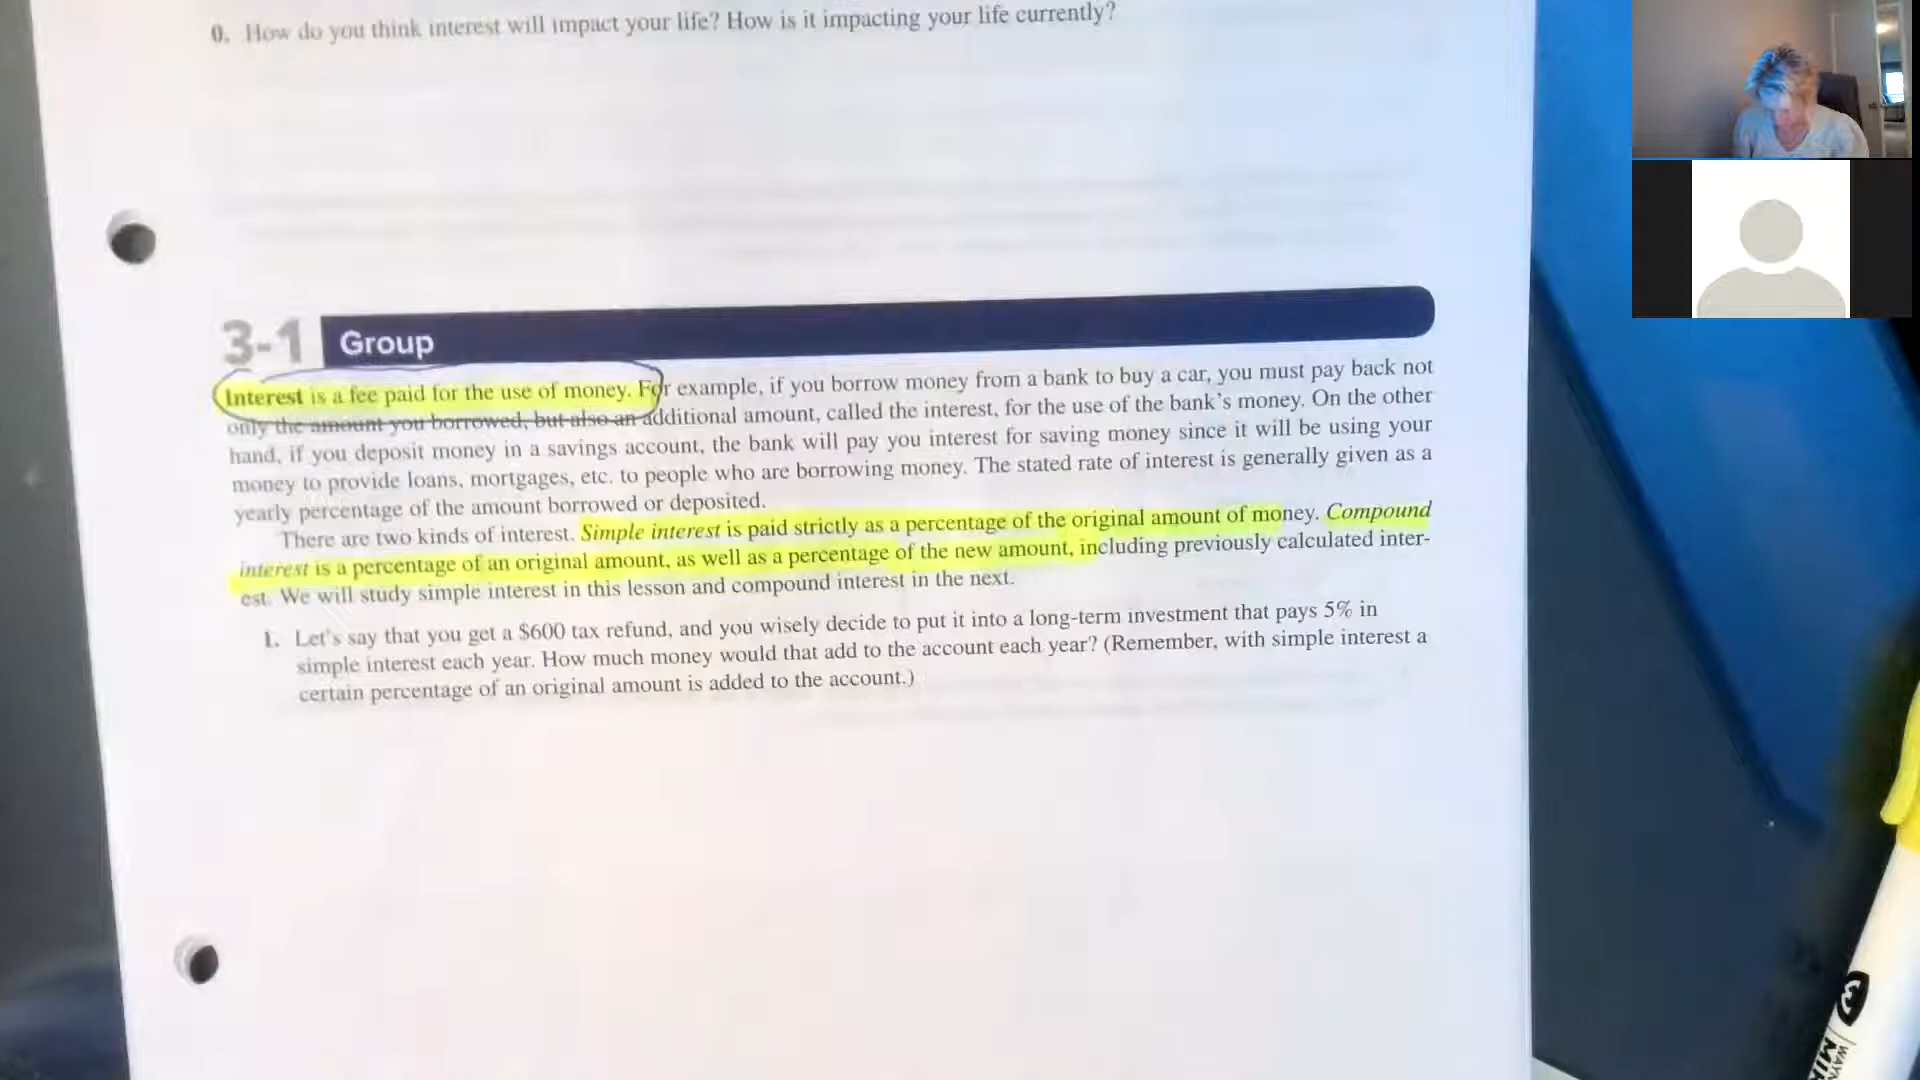 0. How do you think interest will impact your life? How is it impacting your life currently?
3-1 Group
Interest is a fee paid for the use of money. For example, if you borrow money from a bank to buy a car, you must pay back not
only the amount you borrowed, but also an additional amount, called the interest, for the use of the bank's money. On the other
hand, if you deposit money in a savings account, the bank will pay you interest for saving money since it will be using your
money to provide loans, mortgages, etc. to people who are borrowing money. The stated rate of interest is generally given as a
yearly percentage of the amount borrowed or deposited.
There are two kinds of interest. Simple interest is paid strictly as a percentage of the original amount of money. Compound
interest is a percentage of an original amount, as well as a percentage of the new amount, including previously calculated inter-
est. We will study simple interest in this lesson and compound interest in the next.
1. Let's say that you get a $600 tax refund, and you wisely decide to put it into a long-term investment that pays 5% in
simple interest each year. How much money would that add to the account each year? (Remember, with simple interest a
certain percentage of an original amount is added to the account.)